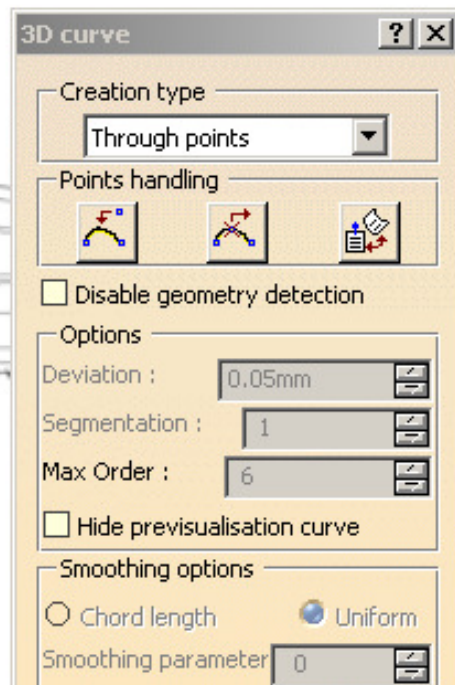 3D curve ? X
Creation type
Through points
Points handling
Disable geometry detection
Options
Deviation : 0.05mm
Segmentation : 1
Max Order : 6
Hide previsualisation curve
Smoothing options
Chord length Uniform
Smoothing parameter 0